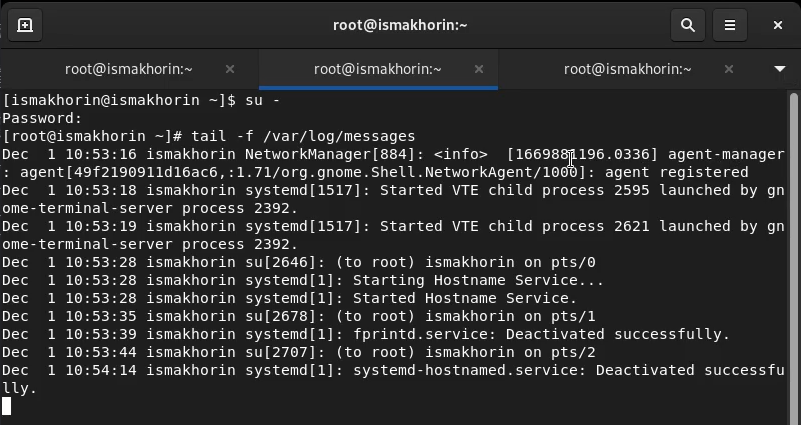 root@ismakhorin:~
root@ismakhorin:~ root@ismakhorin:~ root@ismakhorin:~
[ismakhorin@ismakhorin ~]$ su -
Password:
[root@ismakhorin ~]# tail -f /var/log/messages
Dec  1 10:53:16 ismakhorin NetworkManager[884]: <info>  [1669881196.0336] agent-manager
: agent[49f2190911d16ac6,:1.71/org.gnome.Shell.NetworkAgent/1000]: agent registered
Dec  1 10:53:18 ismakhorin systemd[1517]: Started VTE child process 2595 launched by gn
ome-terminal-server process 2392.
Dec  1 10:53:19 ismakhorin systemd[1517]: Started VTE child process 2621 launched by gn
ome-terminal-server process 2392.
Dec  1 10:53:28 ismakhorin su[2646]: (to root) ismakhorin on pts/0
Dec  1 10:53:28 ismakhorin systemd[1]: Starting Hostname Service...
Dec  1 10:53:28 ismakhorin systemd[1]: Started Hostname Service.
Dec  1 10:53:35 ismakhorin su[2678]: (to root) ismakhorin on pts/1
Dec  1 10:53:39 ismakhorin systemd[1]: fprintd.service: Deactivated successfully.
Dec  1 10:53:44 ismakhorin su[2707]: (to root) ismakhorin on pts/2
Dec  1 10:54:14 ismakhorin systemd[1]: systemd-hostnamed.service: Deactivated successfu
lly.